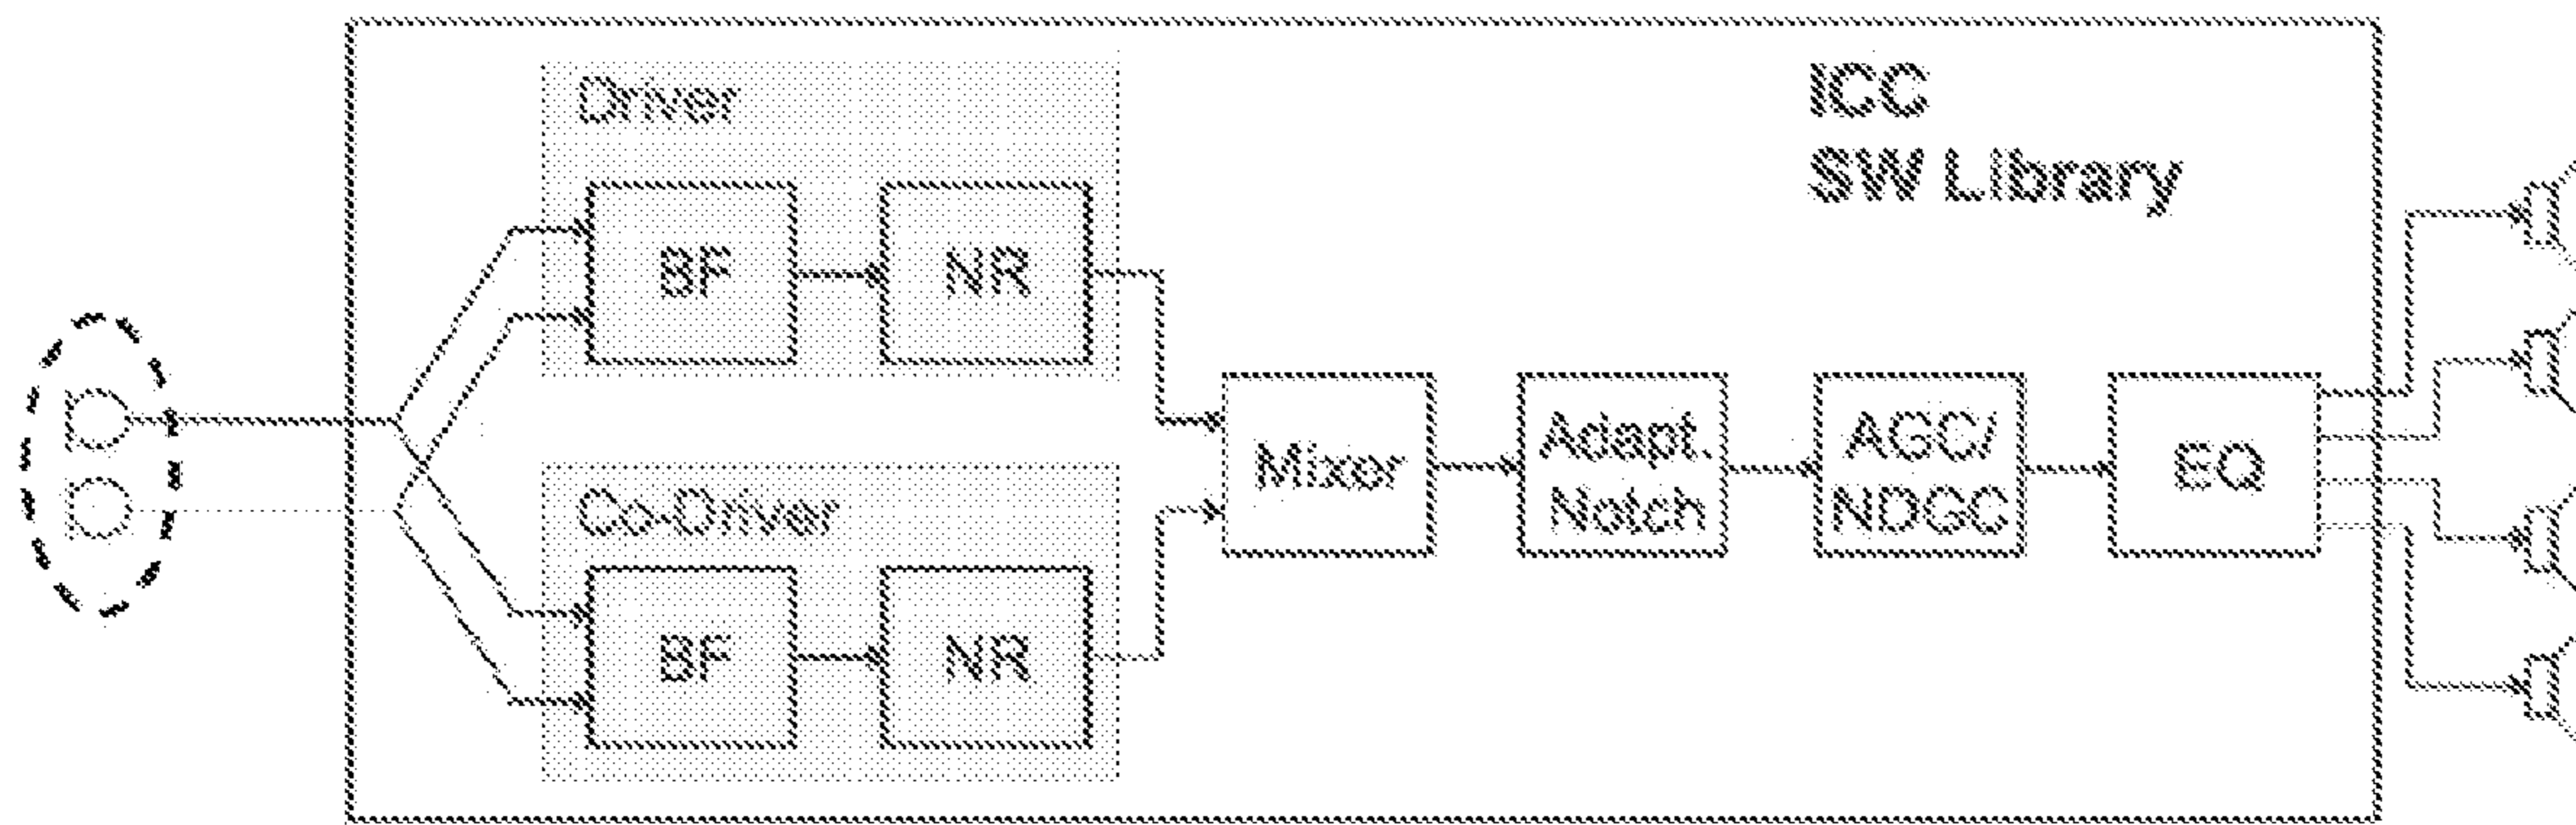 Driver
BF
NR
ICC
SW Library
Co-Driver
BF
NR
Mixer
Adapt.
Notch
AGC/
NDGC
EQ